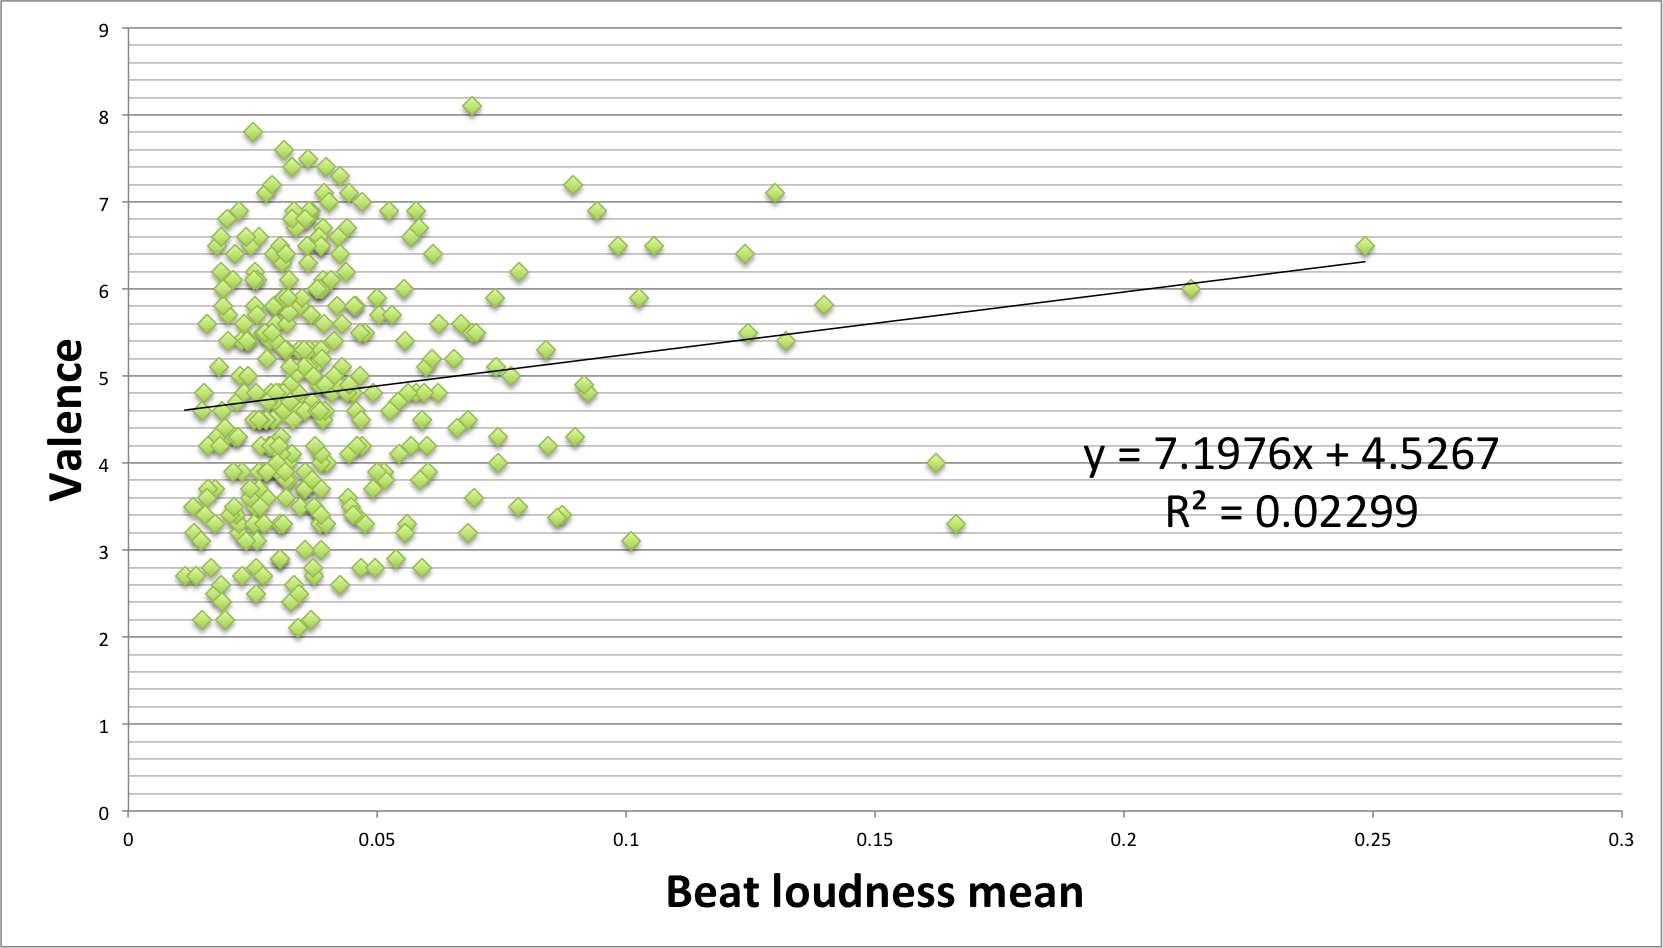 9
8
7
6
5
4
3
2
1
0
Valence
y = 7.1976x + 4.5267
R² = 0.02299
0 0.05 0.1 0.15 0.2 0.25 0.3
Beat loudness mean